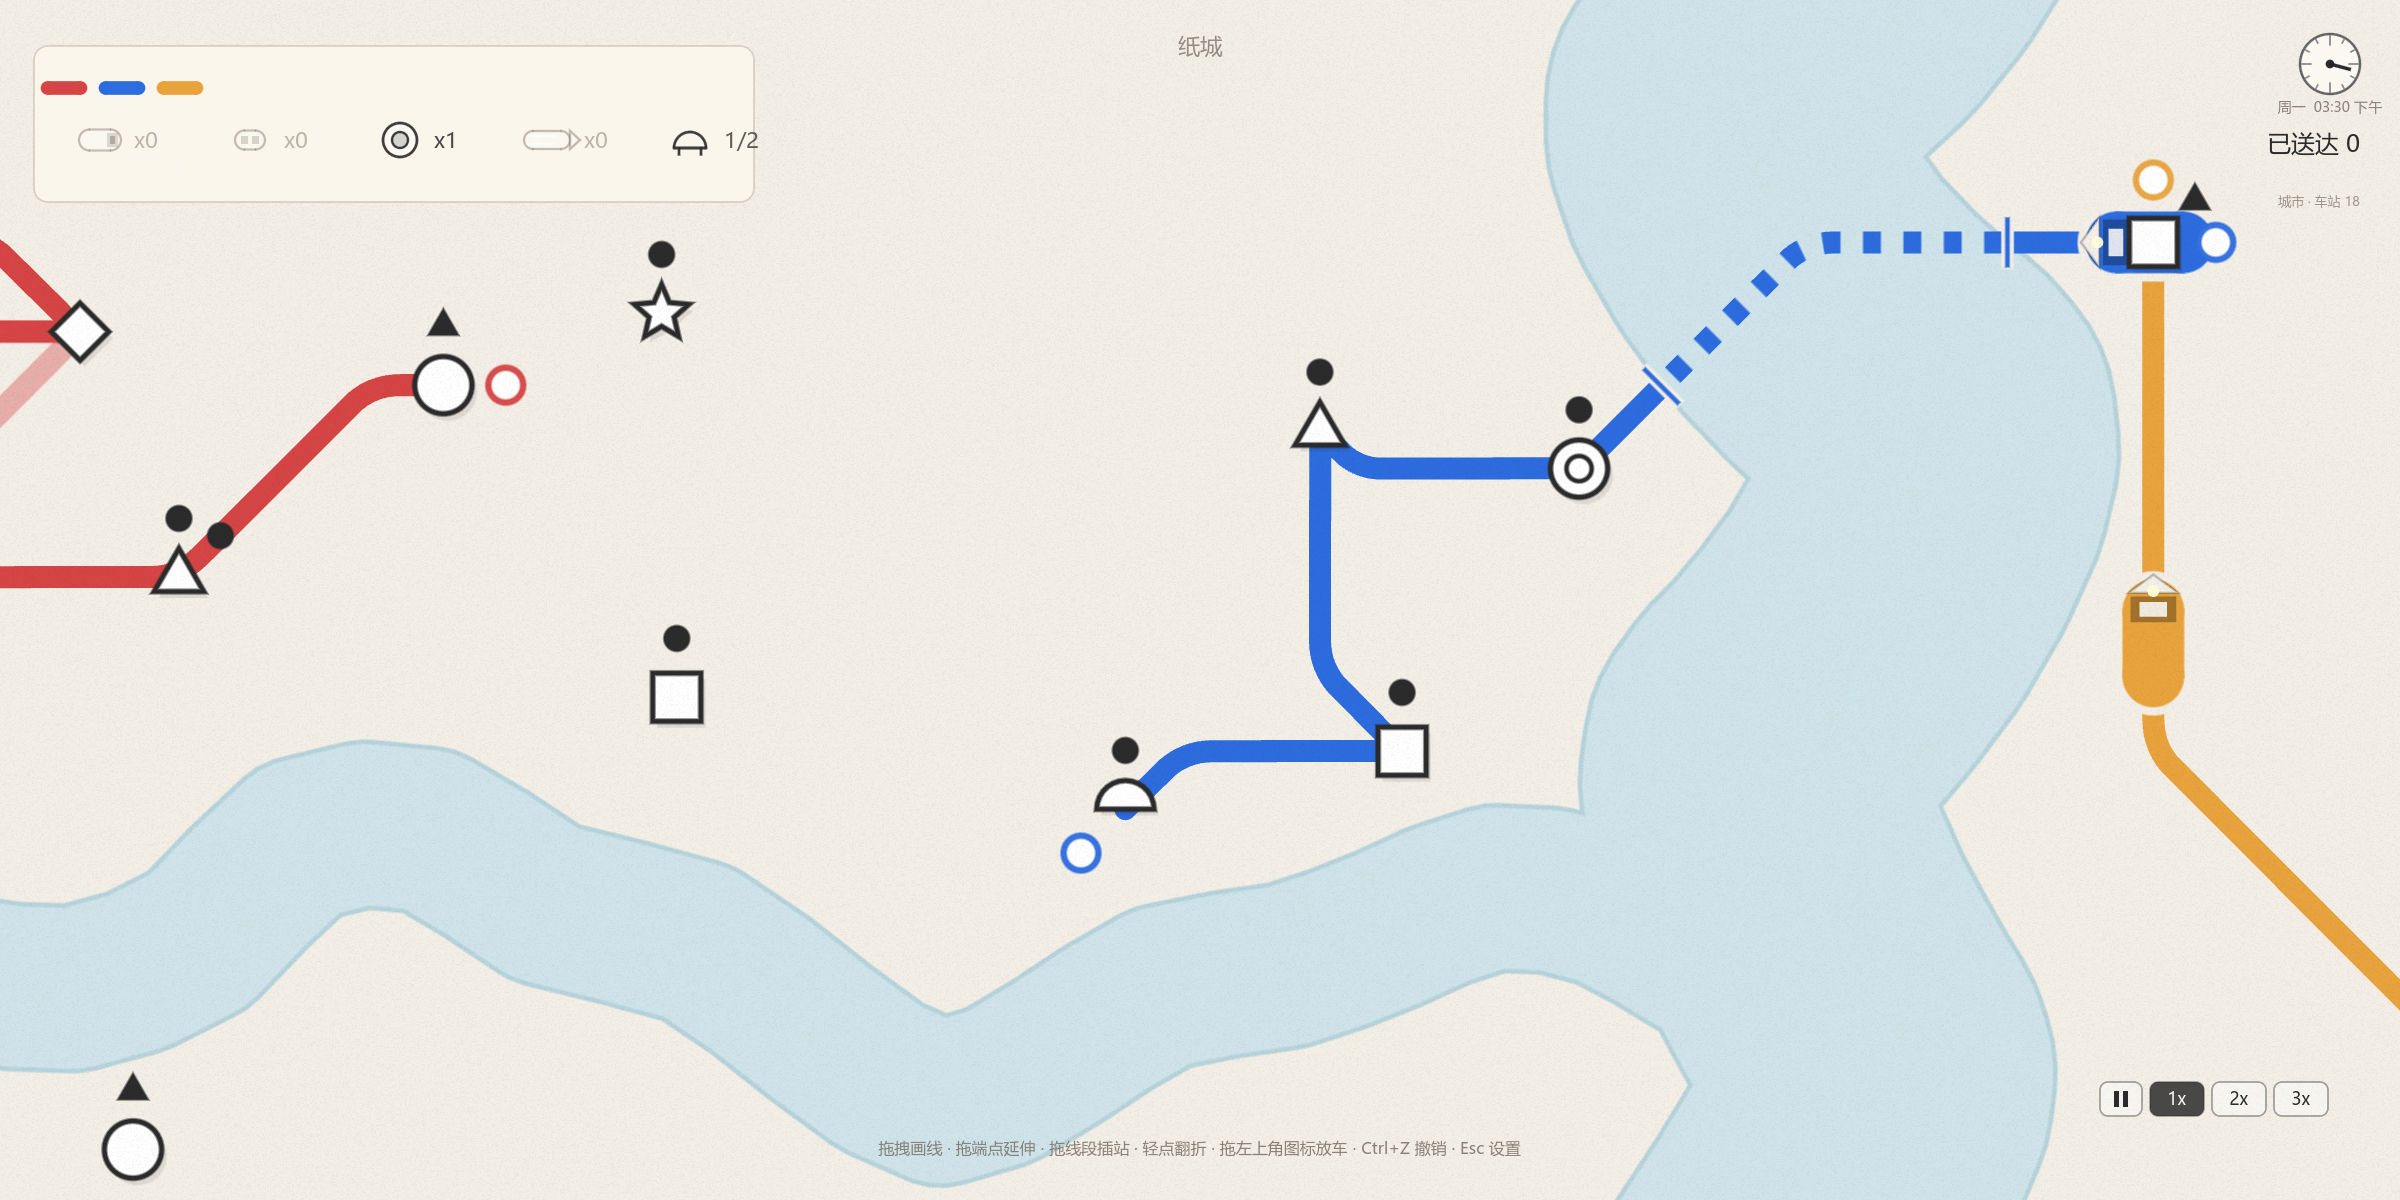 纸城
x0
x0
x1
x0
1/2
周一 03:30 下午
已送达 0
城市 · 车站 18
1x
2x
3x
拖拽画线 · 拖端点延伸 · 拖线段插站 · 轻点翻折 · 拖左上角图标放车 · Ctrl+Z 撤销 · Esc 设置